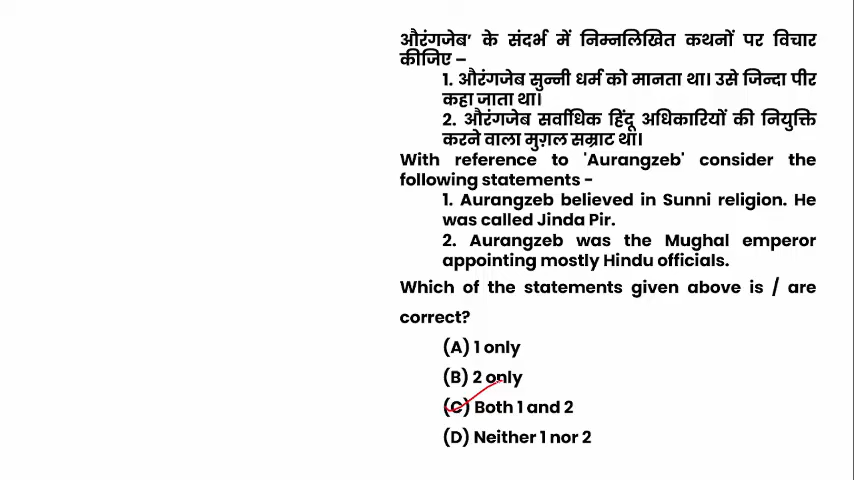 औरंगजेब’ के संदर्भ में निम्नलिखित कथनों पर विचार
कीजिए –
1. औरंगजेब सुन्नी धर्म को मानता था। उसे जिन्दा पीर
कहा जाता था।
2. औरंगजेब सर्वाधिक हिंदू अधिकारियों की नियुक्ति
करने वाला मुग़ल सम्राट था।
With reference to 'Aurangzeb' consider the
following statements -
1. Aurangzeb believed in Sunni religion. He
was called Jinda Pir.
2. Aurangzeb was the Mughal emperor
appointing mostly Hindu officials.
Which of the statements given above is / are
correct?
(A) 1 only
(B) 2 only
(C) Both 1 and 2
(D) Neither 1 nor 2